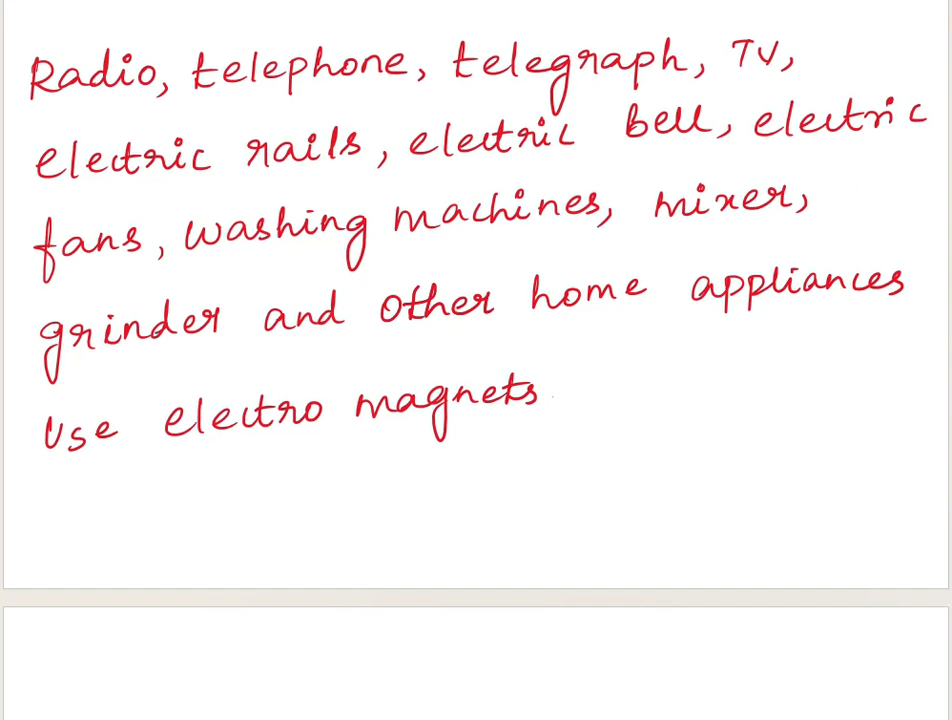 Radio, telephone, telegraph, TV,
electric rails, electric bell, electric
fans, washing machines, mixer,
grinder and other home appliances
use electro magnets